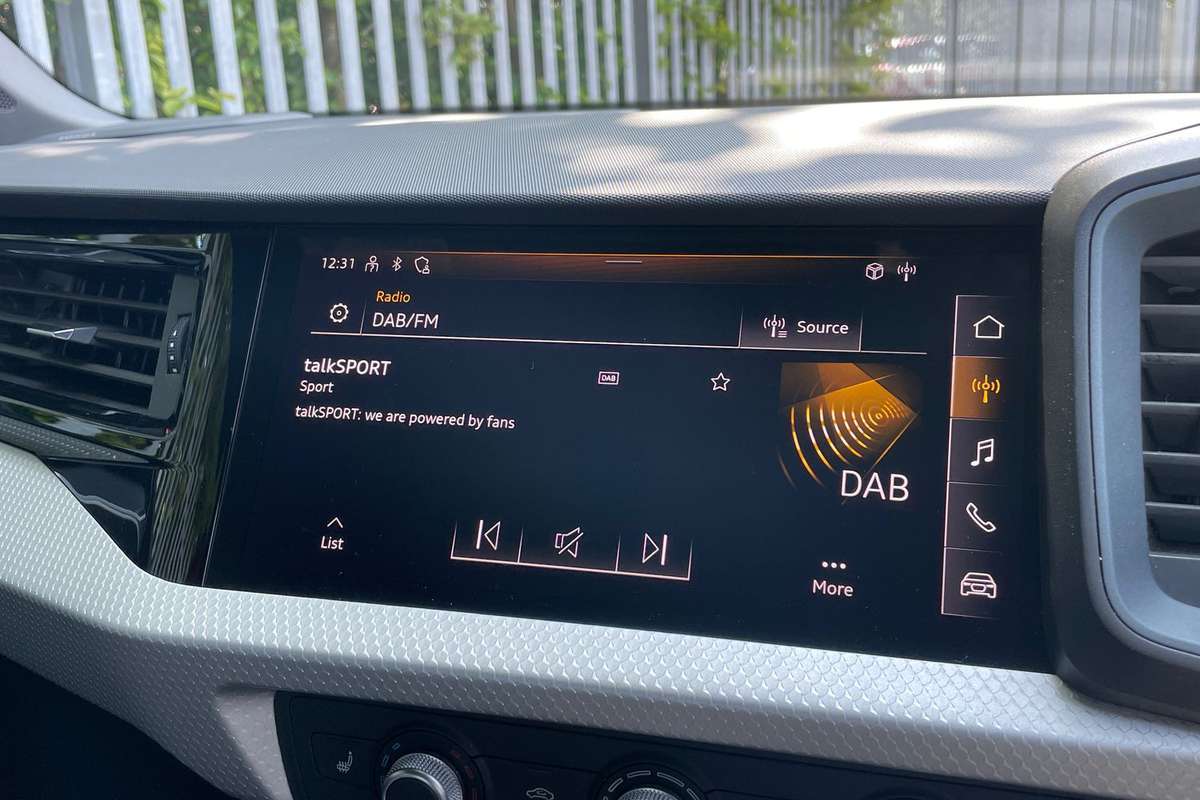 12:31
Radio
DAB/FM
Source
talkSPORT
DAB
Sport
talkSPORT: we are powered by fans
DAB
List
More